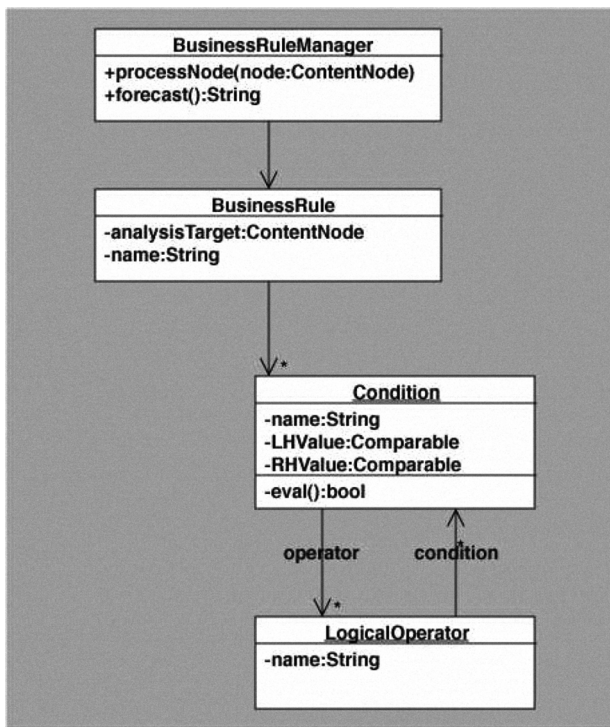 BusinessRuleManager
+processNode(node:ContentNode)
+forecast():String
BusinessRule
-analysisTarget:ContentNode
-name:String
*
Condition
-name:String
-LHValue:Comparable
-RHValue:Comparable
-eval():bool
operator condition
*
*
LogicalOperator
-name:String